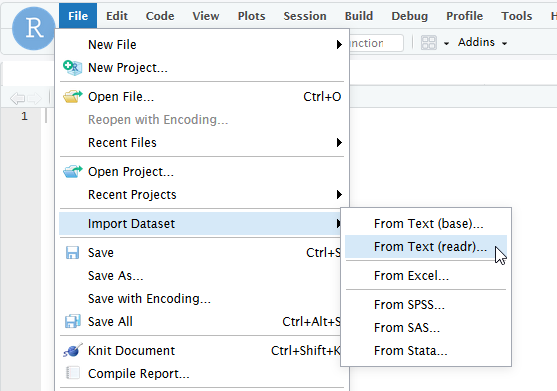 R File Edit Code View Plots Session Build Debug Profile Tools
New File
New Project...
unction
Addins
Open File... Ctrl+O
1
Reopen with Encoding...
Recent Files
Open Project...
Recent Projects
Import Dataset
From Text (base)...
From Text (readr)...
Save Ctrl+S
From Excel...
Save As...
Save with Encoding...
From SPSS...
Save All Ctrl+Alt+S
From SAS...
Knit Document Ctrl+Shift+K
From Stata...
Compile Report...